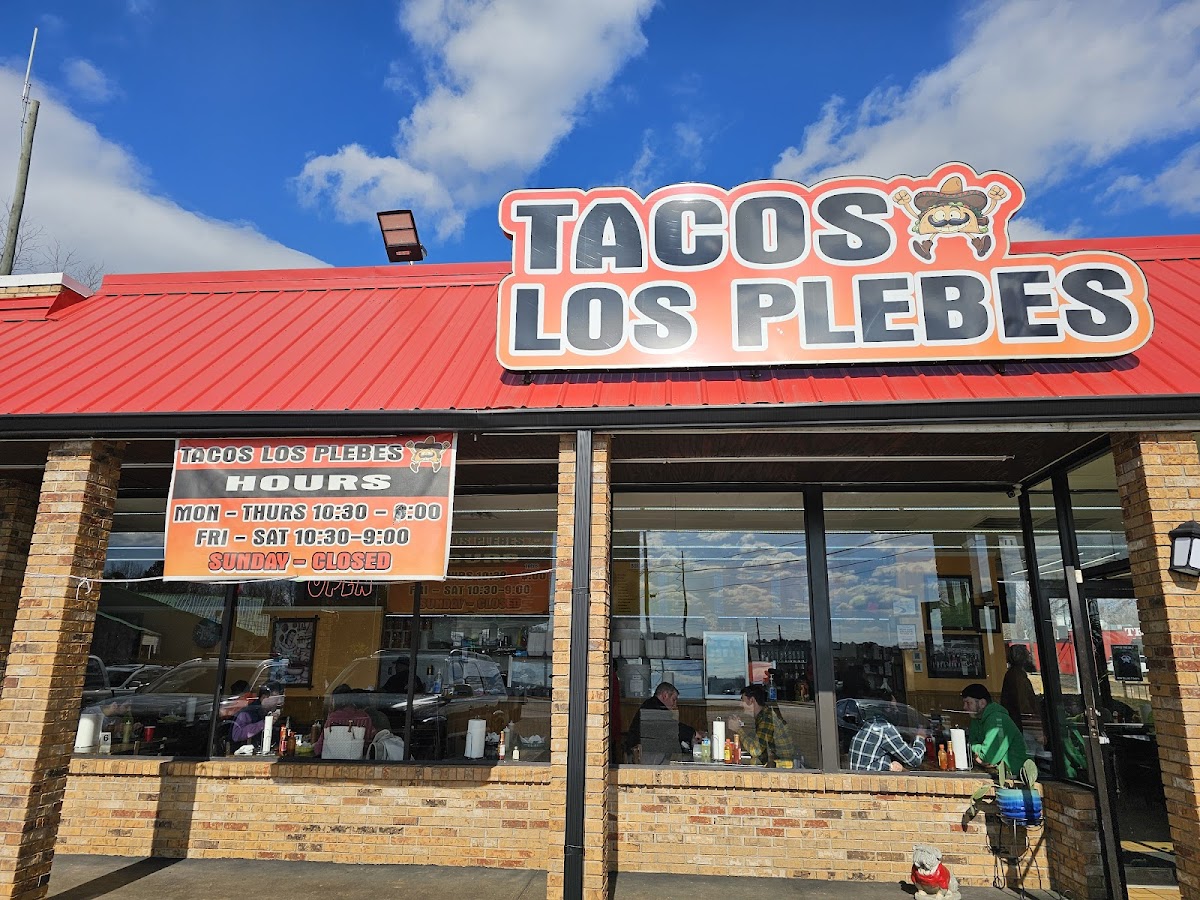 TACOS
LOS PLEBES
TACOS LOS PLEBES
HOURS
MON - THURS 10:30 - 8:00
FRI - SAT 10:30-9:00
SUNDAY - CLOSED
OPEN